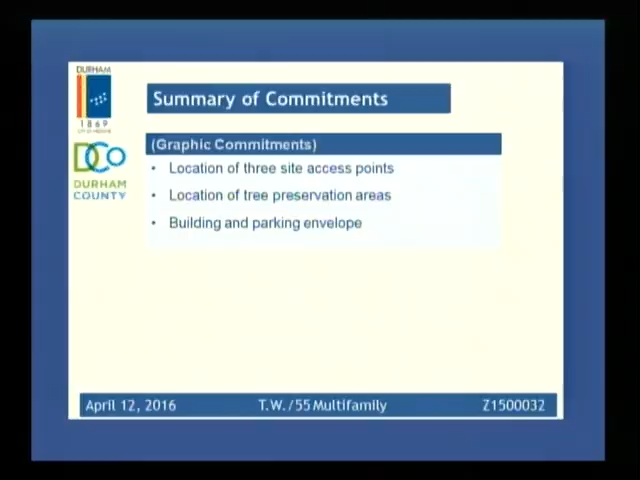 DURHAM
1869
Summary of Commitments
(Graphic Commitments)
• Location of three site access points
DCO
DURHAM
COUNTY
• Location of tree preservation areas
• Building and parking envelope
April 12, 2016
T.W./55 Multifamily
Z1500032